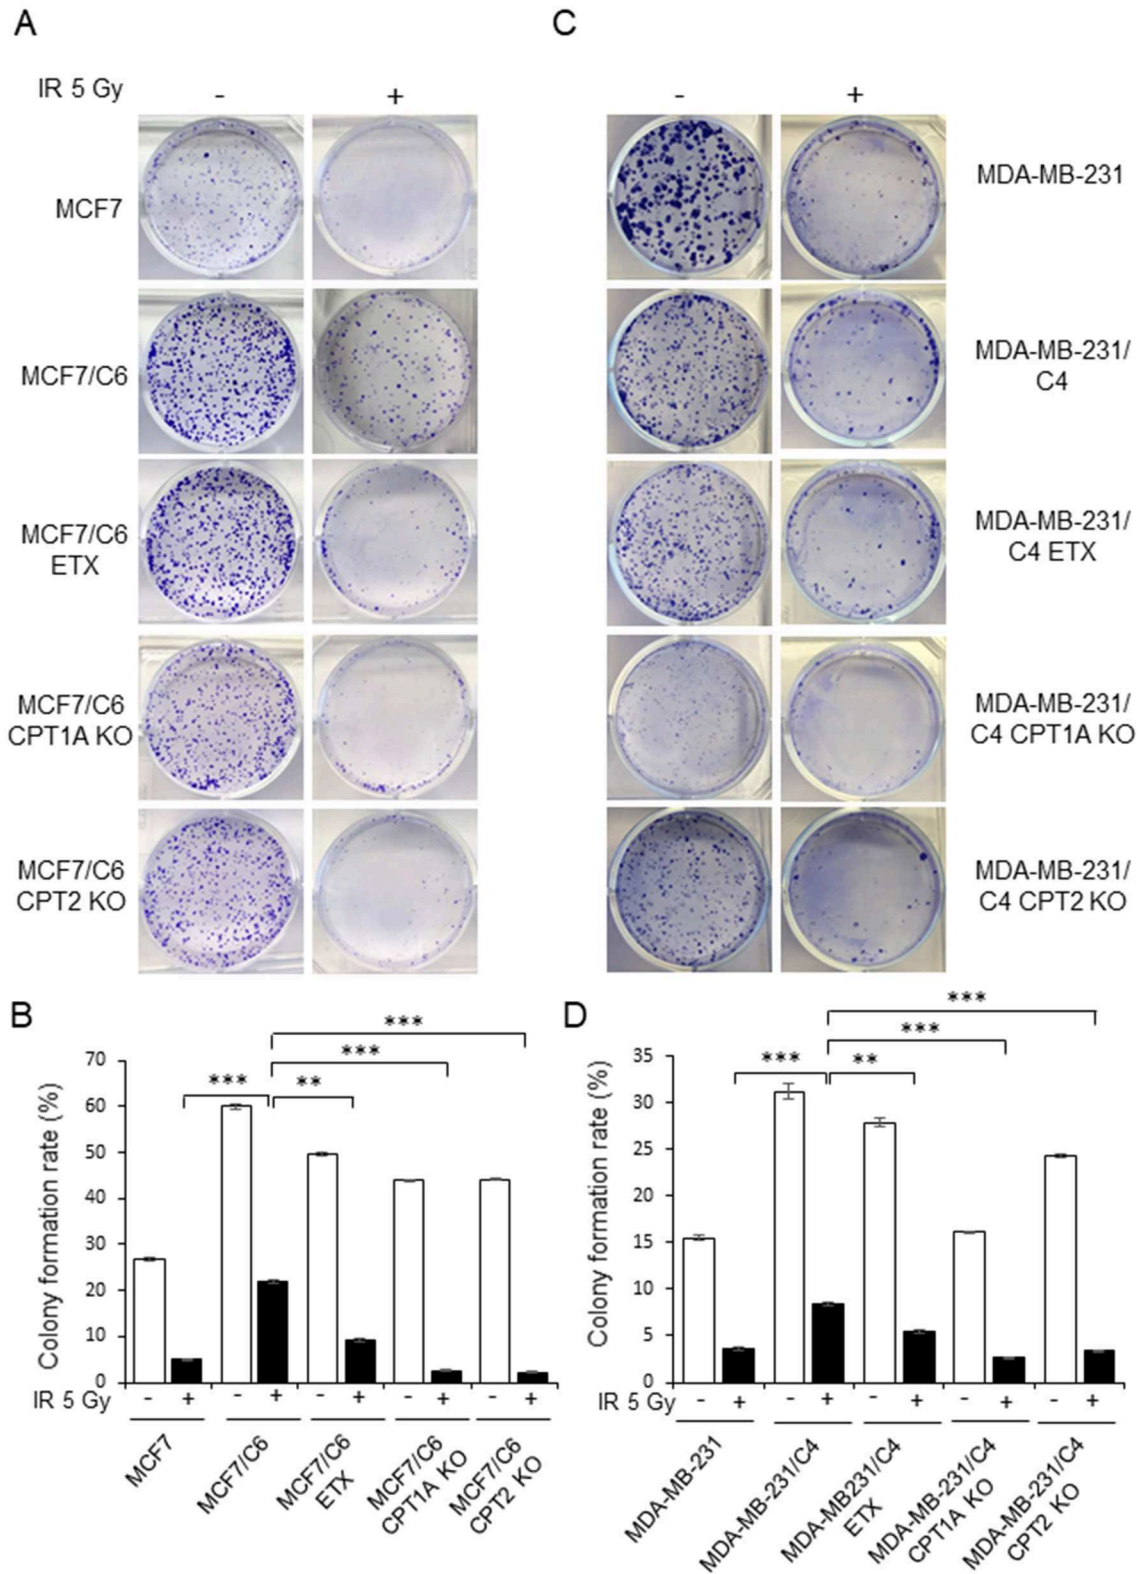 A
C
IR 5 Gy
-
+
-
+
MCF7
MDA-MB-231
MCF7/C6
MDA-MB-231/
C4
MCF7/C6
ETX
MDA-MB-231/
C4 ETX
MCF7/C6
CPT1A KO
MDA-MB-231/
C4 CPT1A KO
MCF7/C6
CPT2 KO
MDA-MB-231/
C4 CPT2 KO
B
***
***
***
**
Colony formation rate (%)
70
60
50
40
30
20
10
0
IR 5 Gy
- + - + - + - + - +
MCF7
MCF7/C6
MCF7/C6
ETX
MCF7/C6
CPT1A KO
MCF7/C6
CPT2 KO
D
***
***
***
**
Colony formation rate (%)
35
30
25
20
15
10
5
0
IR 5 Gy
- + - + - + - + - +
MDA-MB-231
MDA-MB-231/C4
MDA-MB231/C4
ETX
MDA-MB-231/C4
CPT1A KO
MDA-MB-231/C4
CPT2 KO